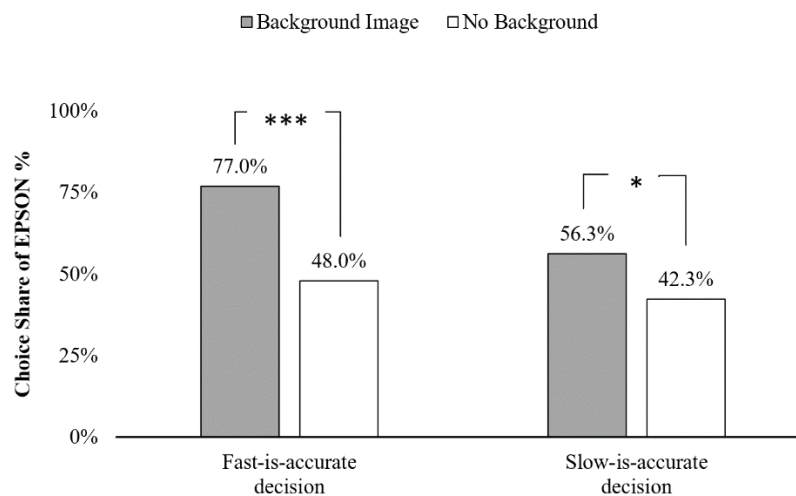 Background Image No Background
Choice Share of EPSON %
100%
75%
50%
25%
0%
***
77.0%
48.0%
*
56.3%
42.3%
Fast-is-accurate
decision
Slow-is-accurate
decision